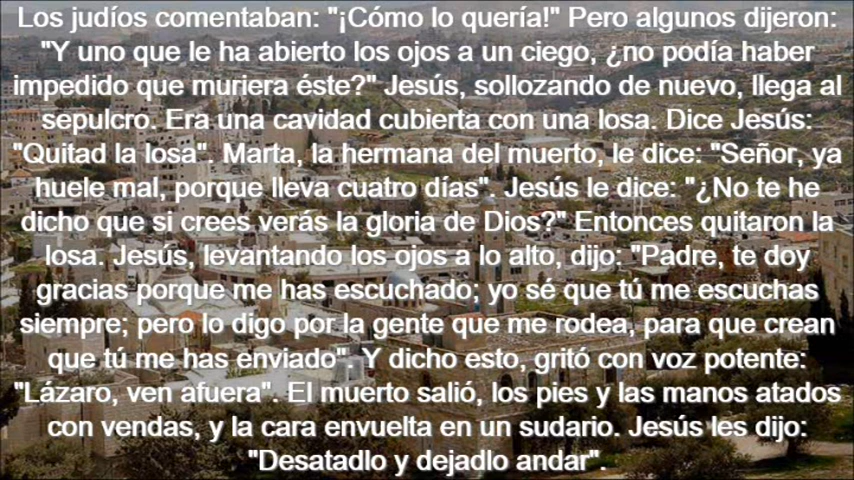 Los judíos comentaban: "¡Cómo lo quería!" Pero algunos dijeron:
"Y uno que le ha abierto los ojos a un ciego, ¿no podía haber
impedido que muriera éste?" Jesús, sollozando de nuevo, llega al
sepulcro. Era una cavidad cubierta con una losa. Dice Jesús:
"Quitad la losa". Marta, la hermana del muerto, le dice: "Señor, ya
huele mal, porque lleva cuatro días". Jesús le dice: "¿No te he
dicho que si crees verás la gloria de Dios?" Entonces quitaron la
losa. Jesús, levantando los ojos a lo alto, dijo: "Padre, te doy
gracias porque me has escuchado; yo sé que tú me escuchas
siempre; pero lo digo por la gente que me rodea, para que crean
que tú me has enviado". Y dicho esto, gritó con voz potente:
"Lázaro, ven afuera". El muerto salió, los pies y las manos atados
con vendas, y la cara envuelta en un sudario. Jesús les dijo:
"Desatadlo y dejadlo andar".